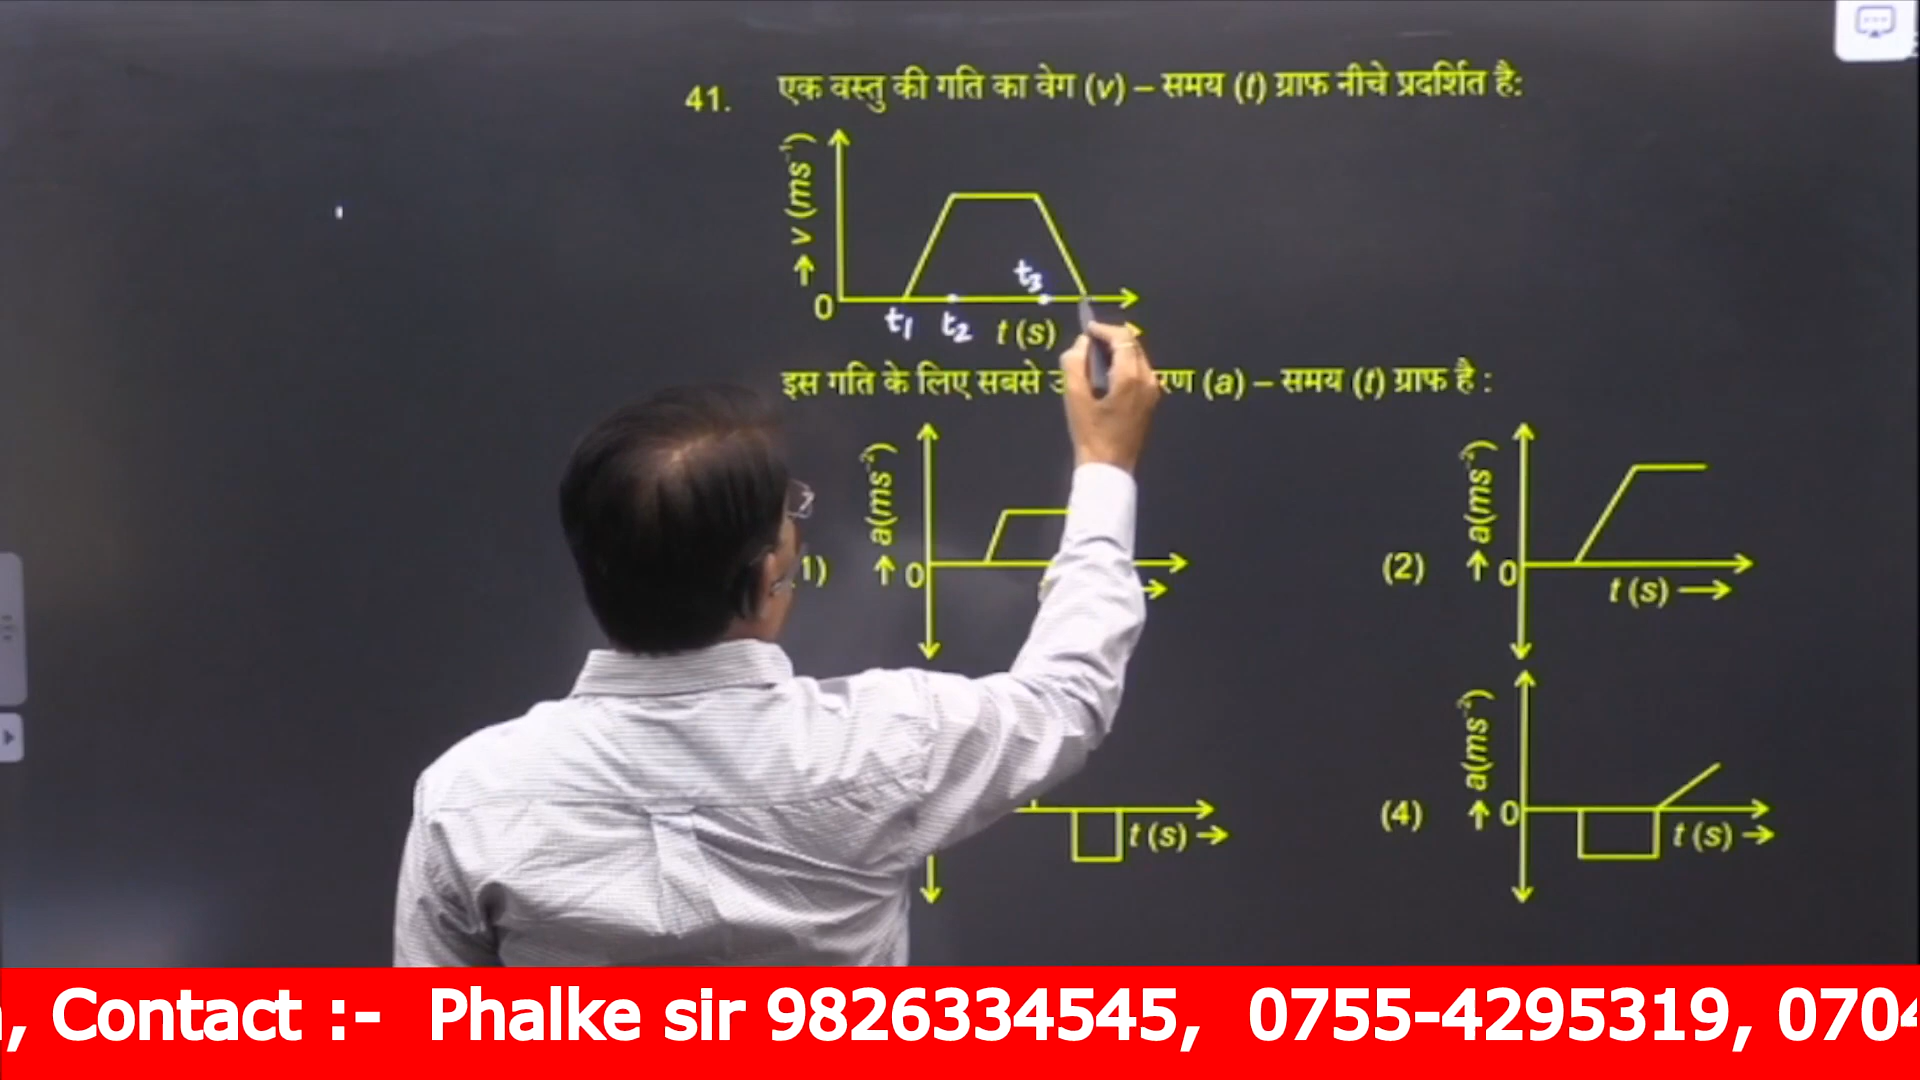 41. एक वस्तु की गति का वेग (v) – समय (t) ग्राफ नीचे प्रदर्शित है:
v (ms⁻¹)
t₃
0
t₁ t₂ t (s)
इस गति के लिए सबसे (a) – समय (t) ग्राफ है :
a(ms⁻²)
0
1)
a(ms⁻²)
(2)
0
t (s)
t (s)
a(ms⁻²)
(4)
0
t (s)
, Contact :- Phalke sir 9826334545, 0755-4295319, 070